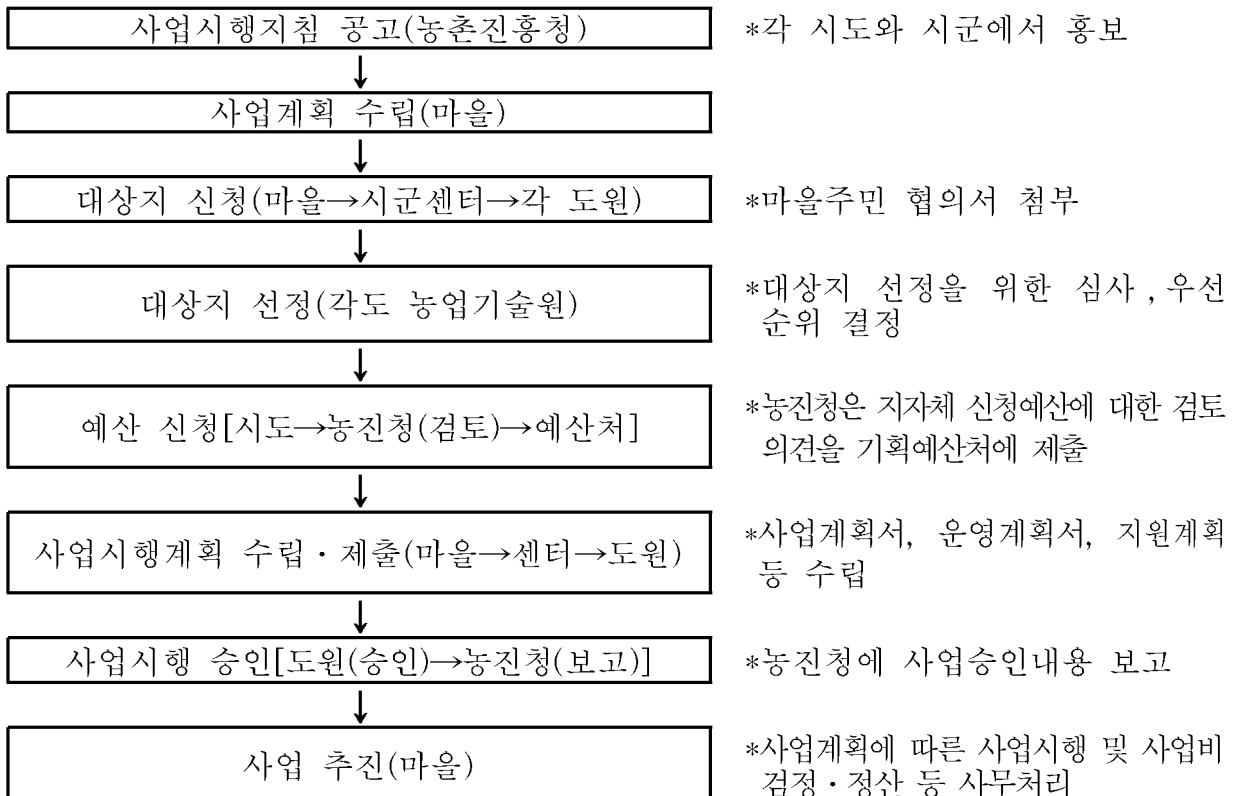 사업시행지침 공고(농촌진흥청)
*각 시도와 시군에서 홍보
↓
사업계획 수립(마을)
↓
대상지 신청(마을→시군센터→각 도원)
*마을주민 협의서 첨부
↓
대상지 선정(각도 농업기술원)
*대상지 선정을 위한 심사 , 우선
순위 결정
↓
예산 신청[시도→농진청(검토)→예산처]
*농진청은 지자체 신청예산에 대한 검토
의견을 기획예산처에 제출
↓
사업시행계획 수립·제출(마을→센터→도원)
*사업계획서, 운영계획서, 지원계획
등 수립
↓
사업시행 승인[도원(승인)→농진청(보고)]
*농진청에 사업승인내용 보고
↓
사업 추진(마을)
*사업계획에 따른 사업시행 및 사업비
검정·정산 등 사무처리